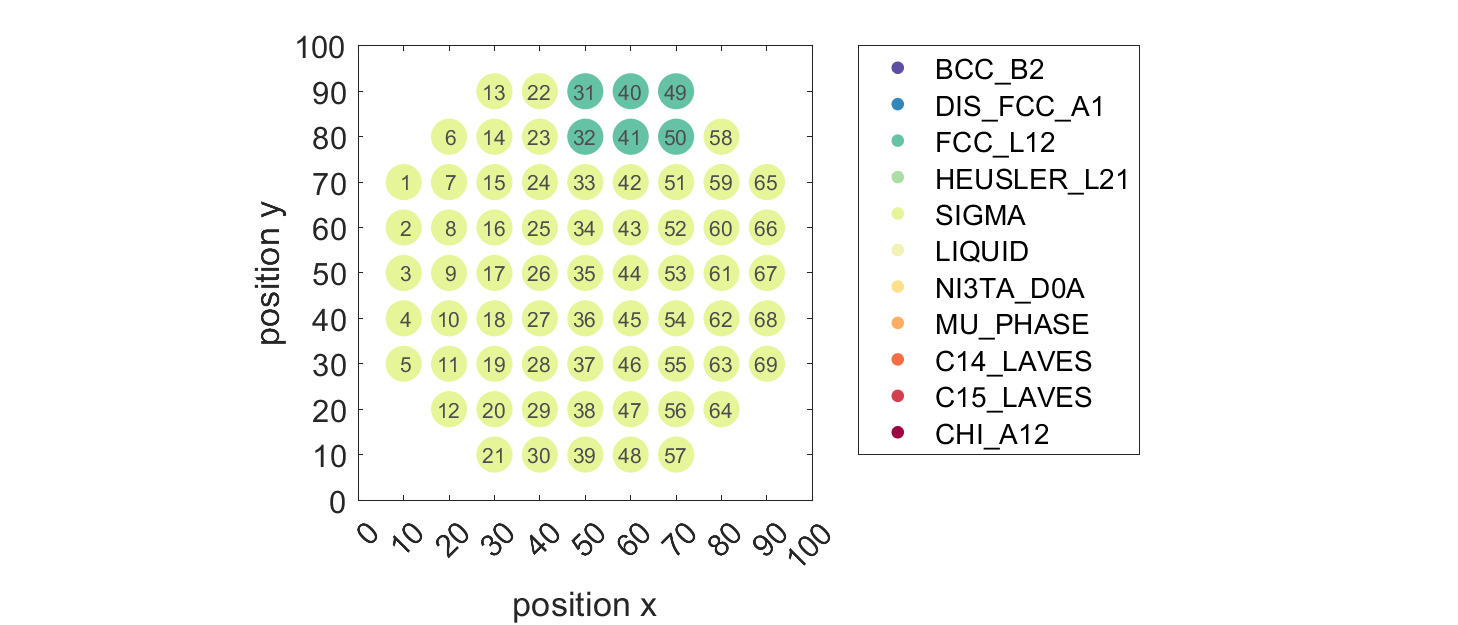 100
90
80
70
60
50
40
30
20
10
0
position y
13 22 31 40 49
6 14 23 32 41 50 58
1 7 15 24 33 42 51 59 65
2 8 16 25 34 43 52 60 66
3 9 17 26 35 44 53 61 67
4 10 18 27 36 45 54 62 68
5 11 19 28 37 46 55 63 69
12 20 29 38 47 56 64
21 30 39 48 57
0 10 20 30 40 50 60 70 80 90 100
position x
BCC_B2
DIS_FCC_A1
FCC_L12
HEUSLER_L21
SIGMA
LIQUID
NI3TA_D0A
MU_PHASE
C14_LAVES
C15_LAVES
CHI_A12